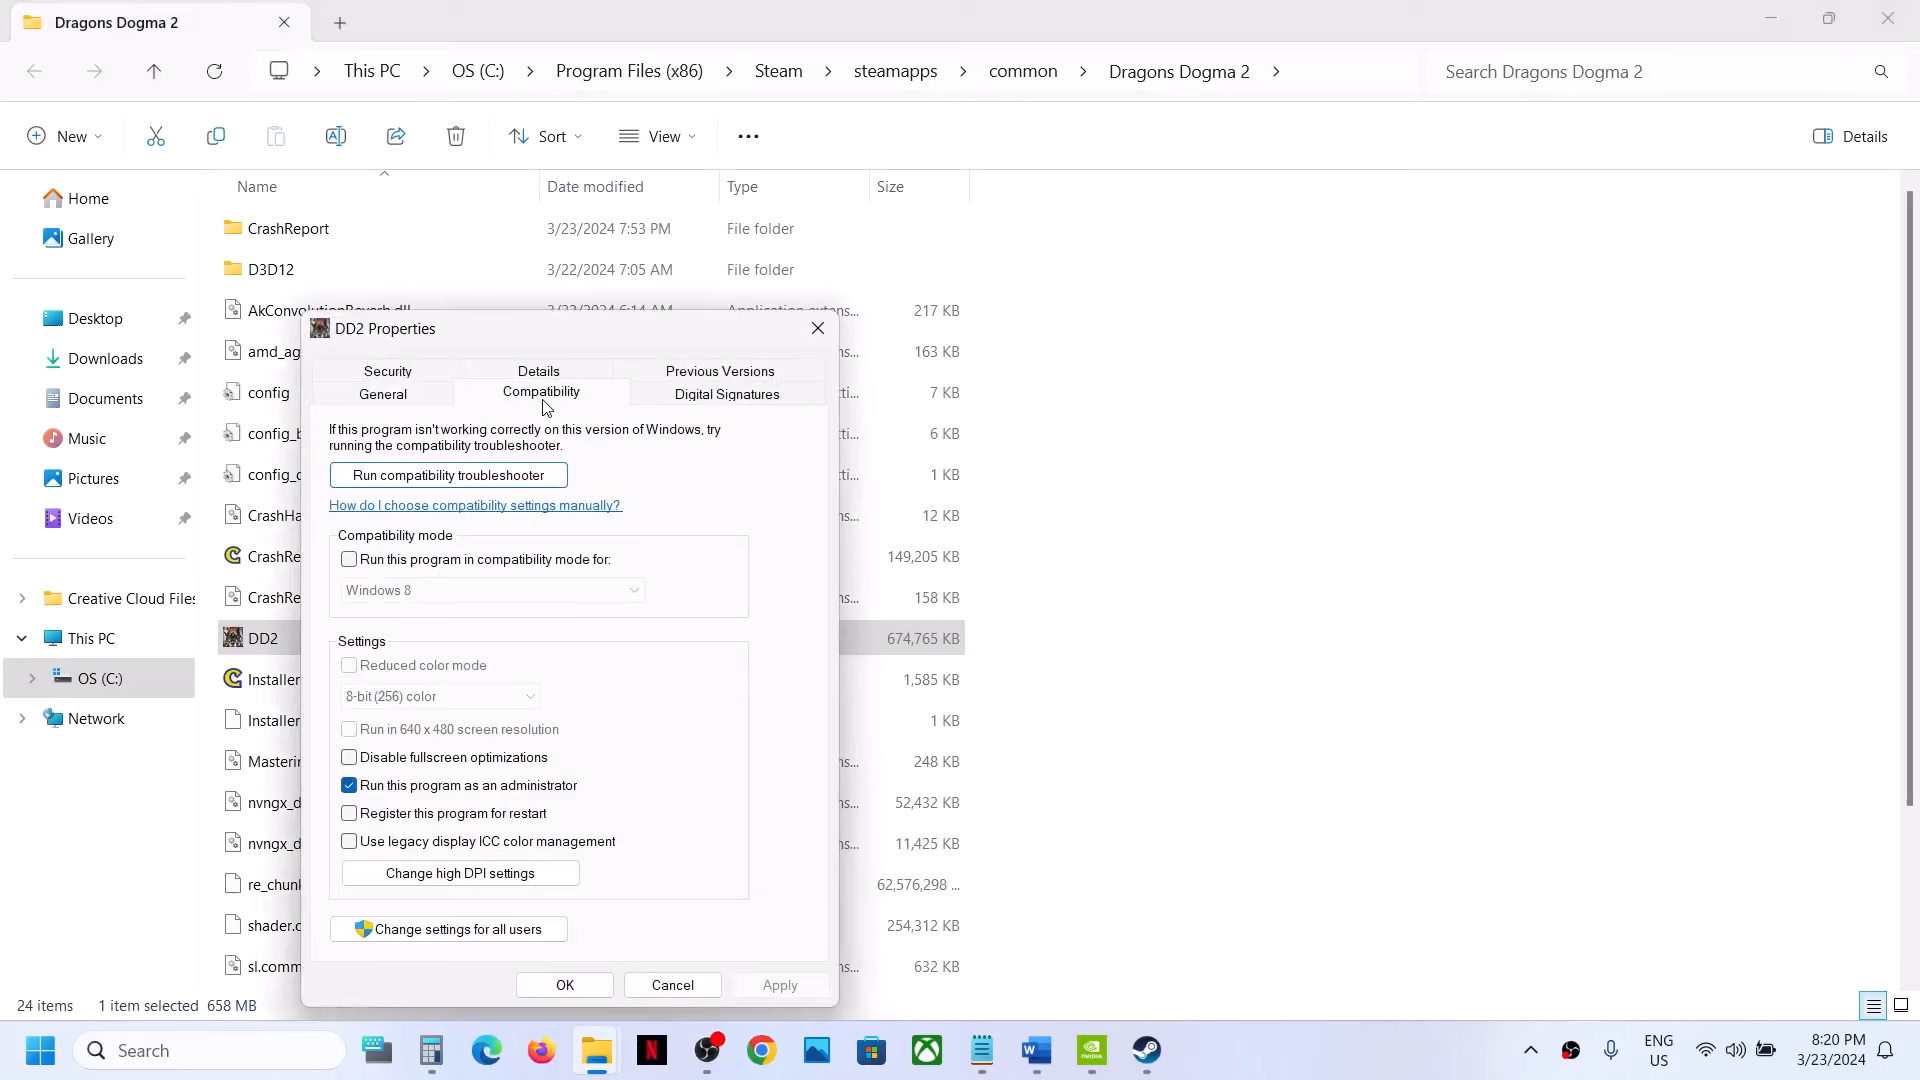 Dragons Dogma 2
This PC
OS (C:)
Program Files (x86)
Steam
steamapps
common
Dragons Dogma 2
Search Dragons Dogma 2
New
Sort
View
Details
Name
Date modified
Type
Size
Home
Gallery
Desktop
Downloads
Documents
Music
Pictures
Videos
Creative Cloud Files
This PC
OS (C:)
Network
CrashReport 3/23/2024 7:53 PM File folder
D3D12 3/22/2024 7:05 AM File folder
217 KB
amd_ag 163 KB
config 7 KB
config_ 6 KB
config_ 1 KB
CrashHa 12 KB
CrashRe 149,205 KB
CrashRe 158 KB
DD2 674,765 KB
Installer 1,585 KB
Installer 1 KB
Masterin 248 KB
nvngx_d 52,432 KB
nvngx_d 11,425 KB
re_chunk 62,576,298 ...
shader.c 254,312 KB
sl.comm 632 KB
DD2 Properties
Security
Details
Previous Versions
General
Compatibility
Digital Signatures
If this program isn't working correctly on this version of Windows, try
running the compatibility troubleshooter.
Run compatibility troubleshooter
How do I choose compatibility settings manually?
Compatibility mode
Run this program in compatibility mode for:
Windows 8
Settings
Reduced color mode
8-bit (256) color
Run in 640 x 480 screen resolution
Disable fullscreen optimizations
Run this program as an administrator
Register this program for restart
Use legacy display ICC color management
Change high DPI settings
Change settings for all users
OK
Cancel
Apply
24 items
1 item selected 658 MB
Search
ENG
US
8:20 PM
3/23/2024